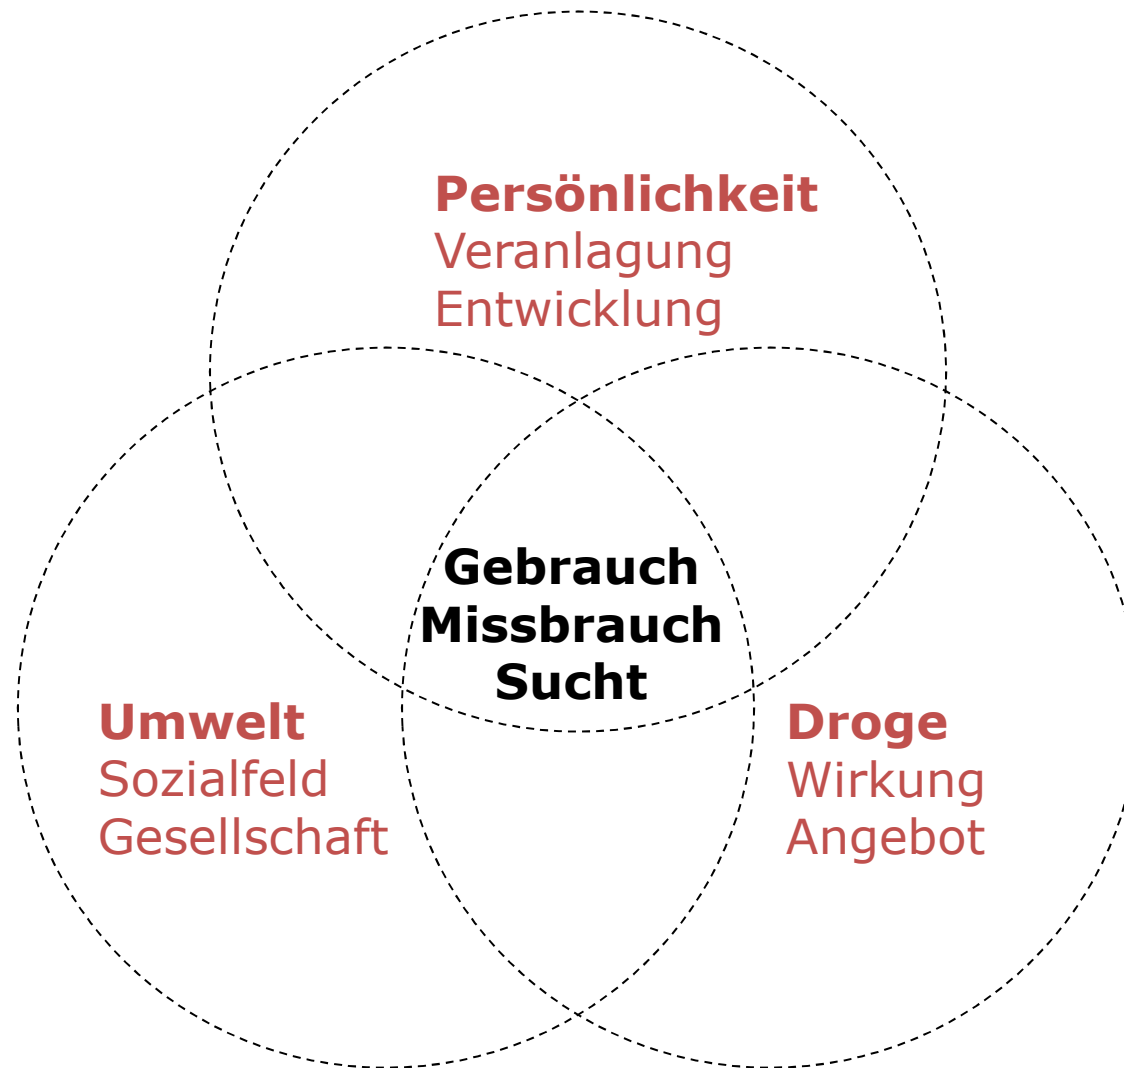 Persönlichkeit
Veranlagung
Entwicklung
Gebrauch
Missbrauch
Sucht
Umwelt
Sozialfeld
Gesellschaft
Droge
Wirkung
Angebot